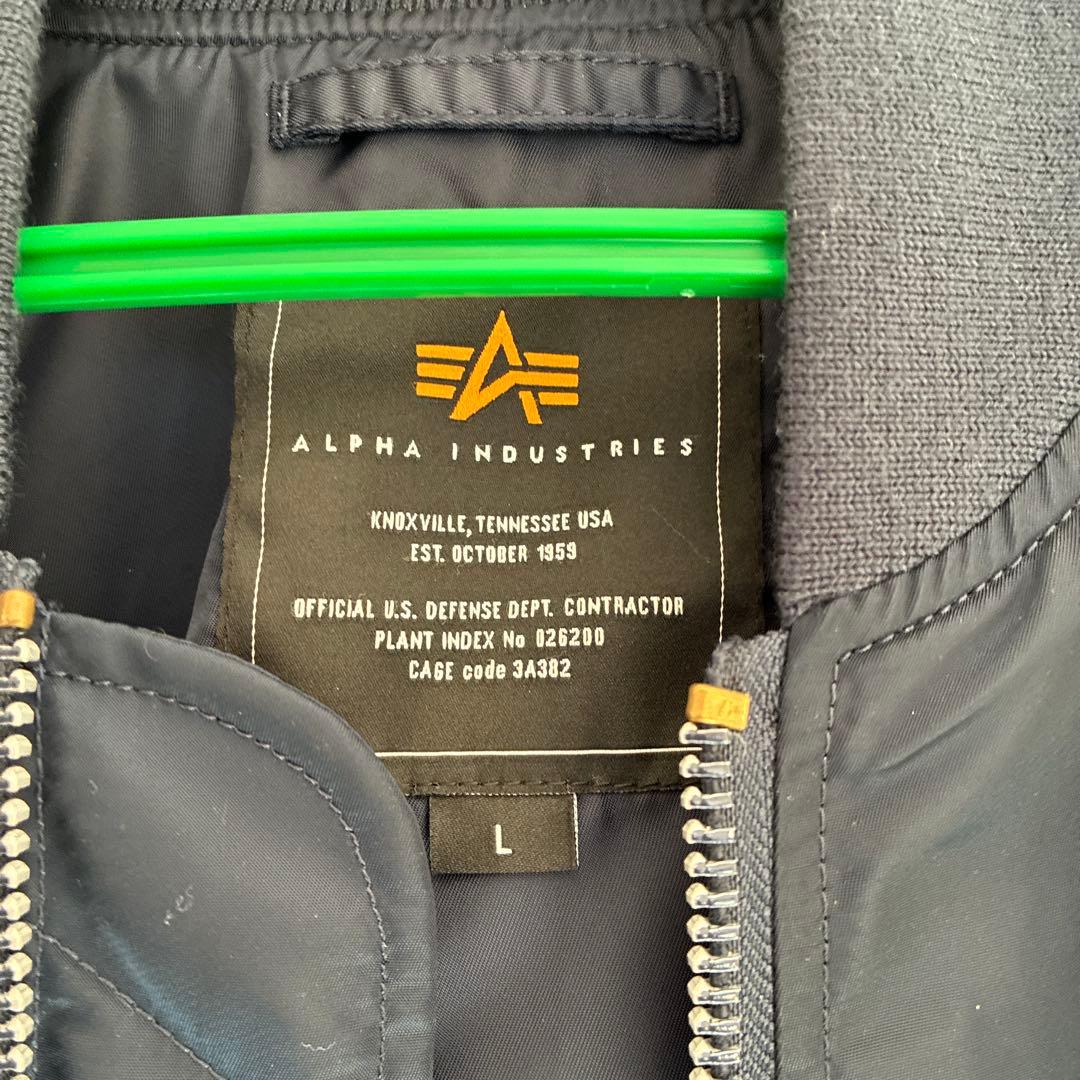 ALPHA INDUSTRIES
KNOXVILLE, TENNESSEE USA
EST. OCTOBER 1959
OFFICIAL U.S. DEFENSE DEPT. CONTRACTOR
PLANT INDEX No 026200
CAGE code 3A382
L